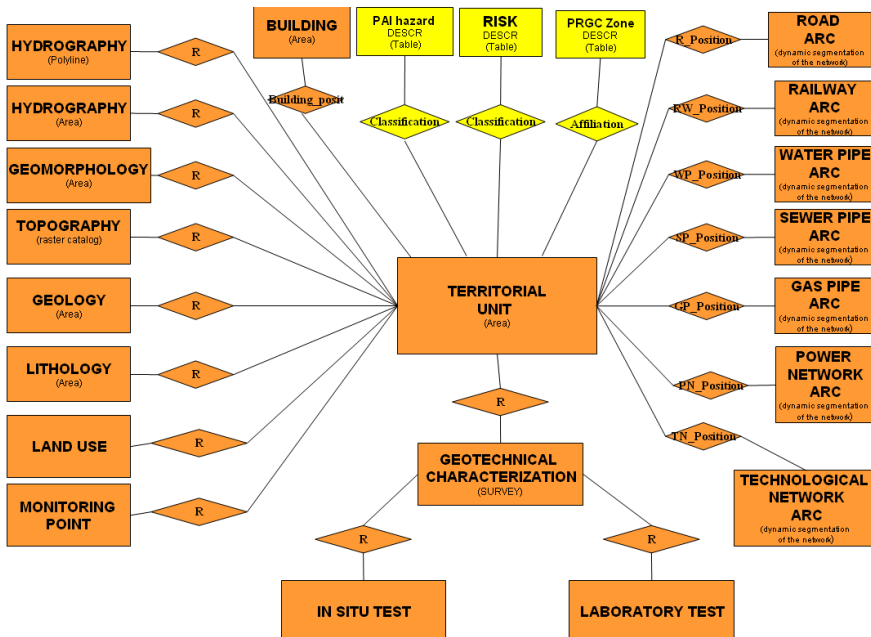 HYDROGRAPHY
(Polyline)
R
HYDROGRAPHY
(Area)
R
GEOMORPHOLOGY
(Area)
R
TOPOGRAPHY
(raster catalog)
R
GEOLOGY
(Area)
R
LITHOLOGY
(Area)
R
LAND USE
R
MONITORING
POINT
R
BUILDING
(Area)
Building_posit
PAI hazard
DESCR
(Table)
Classification
RISK
DESCR
(Table)
Classification
PRGC Zone
DESCR
(Table)
Affiliation
TERRITORIAL
UNIT
(Area)
R
GEOTECHNICAL
CHARACTERIZATION
(SURVEY)
R
R
IN SITU TEST
LABORATORY TEST
R_Position
ROAD
ARC
(dynamic segmentation
of the network)
RW_Position
RAILWAY
ARC
(dynamic segmentation
of the network)
WP_Position
WATER PIPE
ARC
(dynamic segmentation
of the network)
SP_Position
SEWER PIPE
ARC
(dynamic segmentation
of the network)
GP_Position
GAS PIPE
ARC
(dynamic segmentation
of the network)
PN_Position
POWER
NETWORK
ARC
(dynamic segmentation
of the network)
TN_Position
TECHNOLOGICAL
NETWORK
ARC
(dynamic segmentation
of the network)